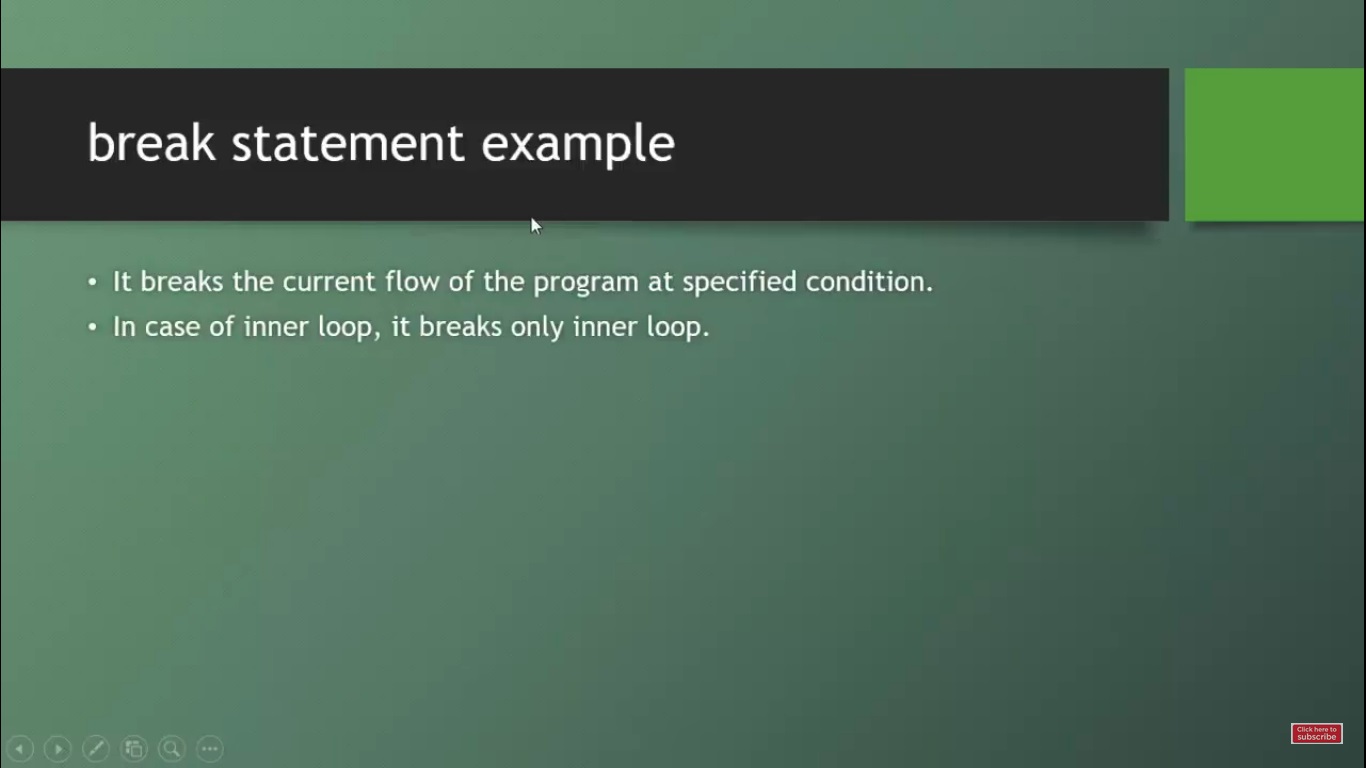 break statement example
• It breaks the current flow of the program at specified condition.
• In case of inner loop, it breaks only inner loop.
Click here to
subscribe